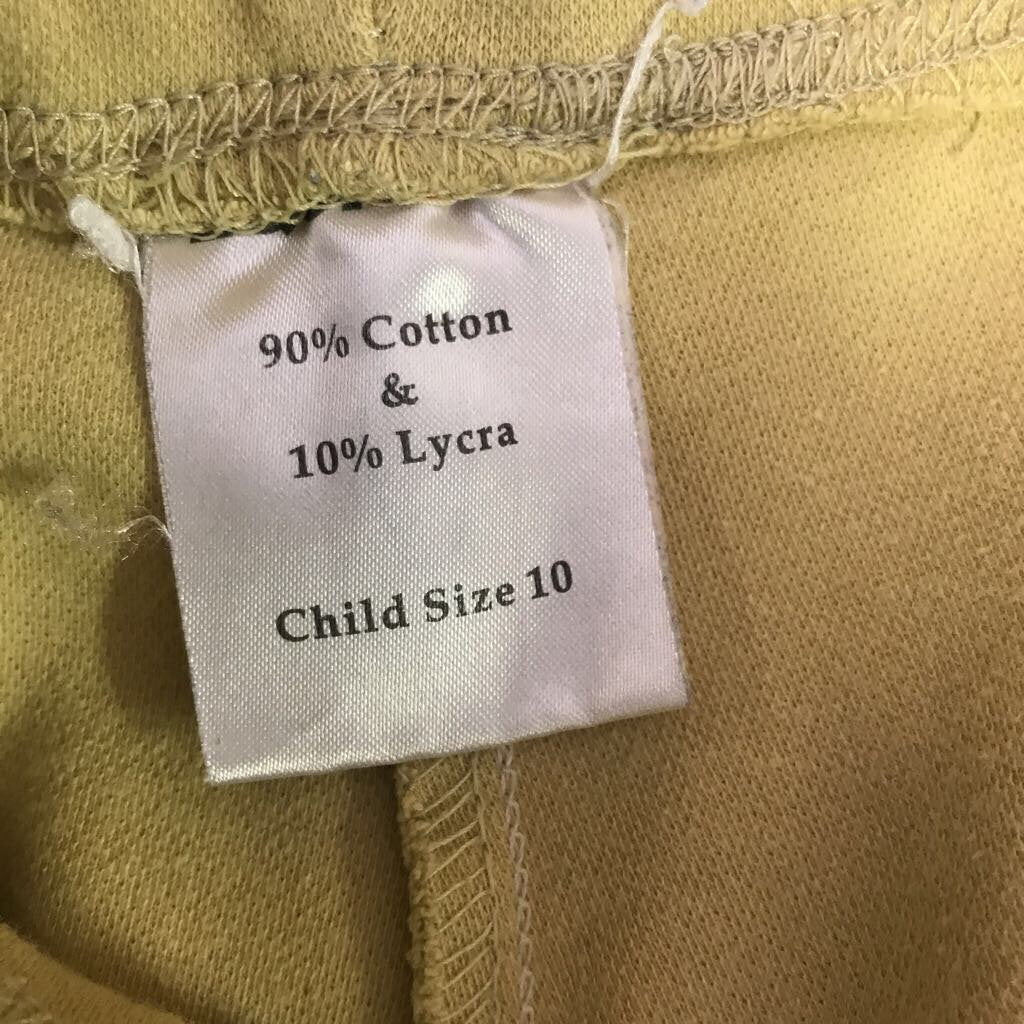 90% Cotton
&
10% Lycra
Child Size 10